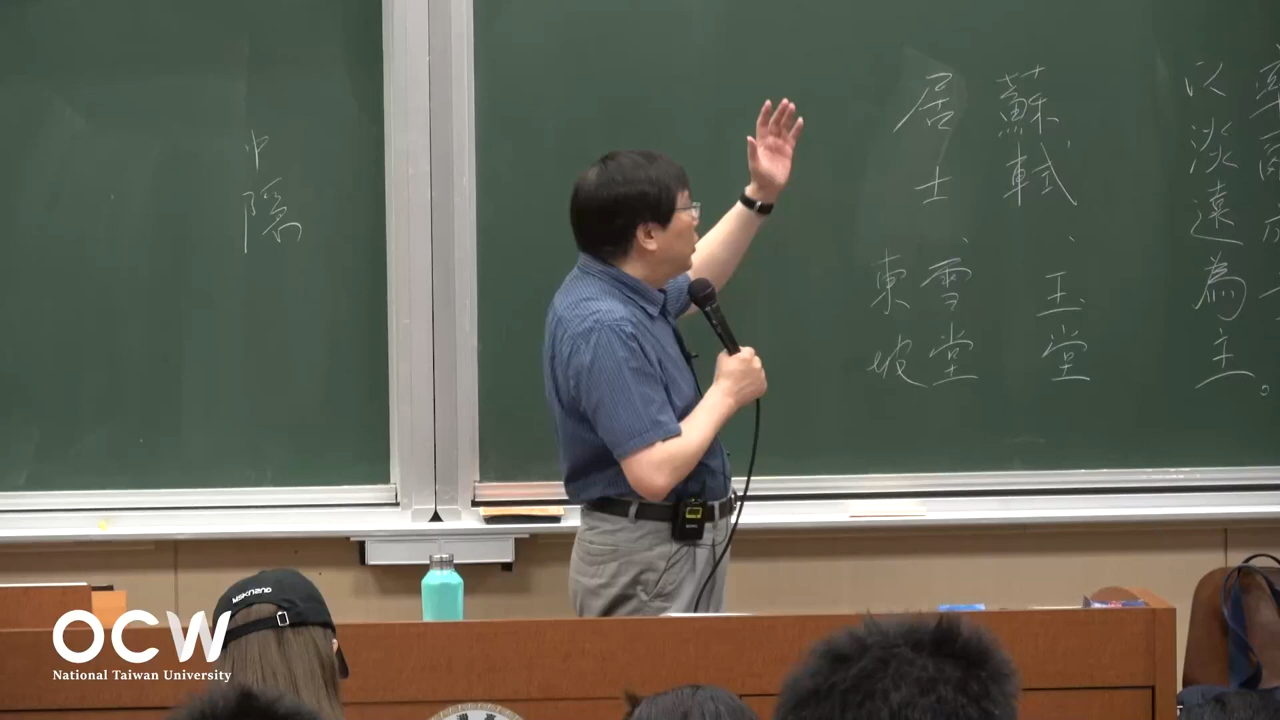 以淡遠為主。
蘇軾、玉堂
居士、雪堂
東坡
中隱
OCW
National Taiwan University